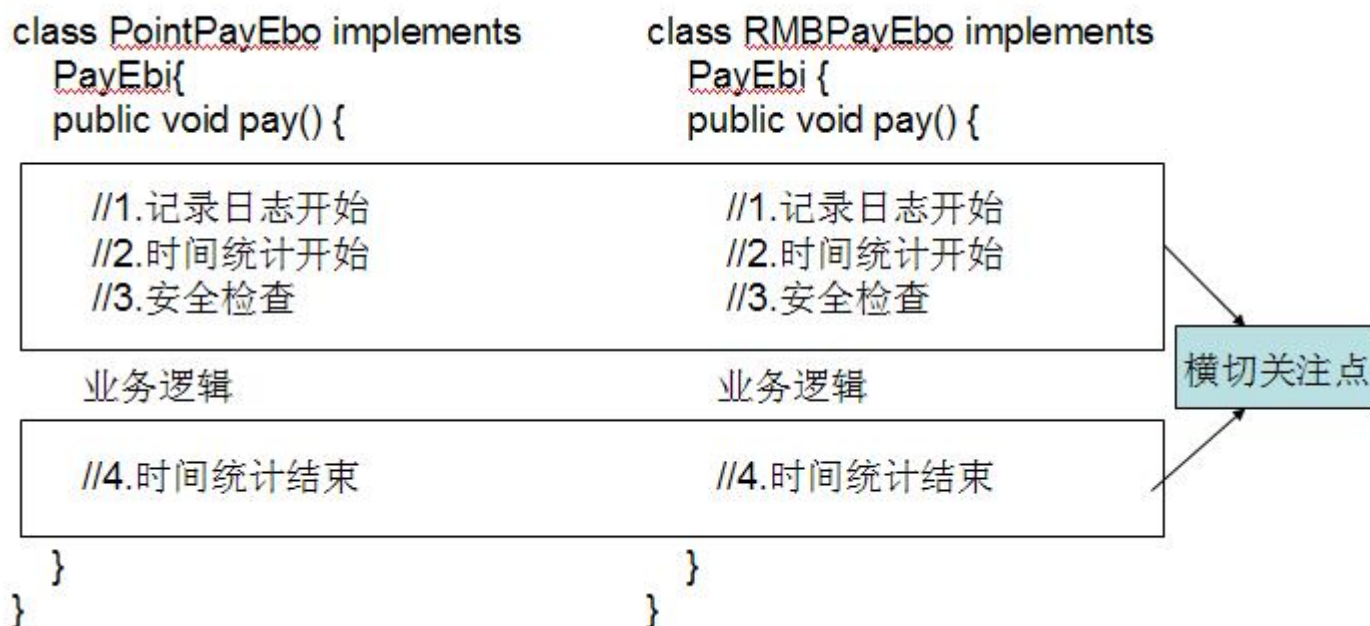 class PointPayEbo implements
PayEbi{
public void pay() {
//1.记录日志开始
//2.时间统计开始
//3.安全检查
业务逻辑
//4.时间统计结束
}
}
class RMBPayEbo implements
PayEbi {
public void pay() {
//1.记录日志开始
//2.时间统计开始
//3.安全检查
业务逻辑
//4.时间统计结束
}
}
横切关注点